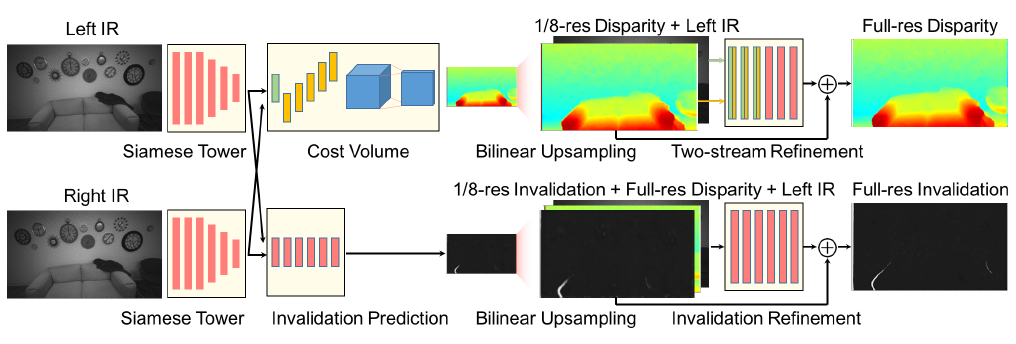 Left IR
1/8-res Disparity + Left IR
Full-res Disparity
Siamese Tower
Cost Volume
Bilinear Upsampling
Two-stream Refinement
Right IR
1/8-res Invalidation + Full-res Disparity + Left IR
Full-res Invalidation
Siamese Tower
Invalidation Prediction
Bilinear Upsampling
Invalidation Refinement